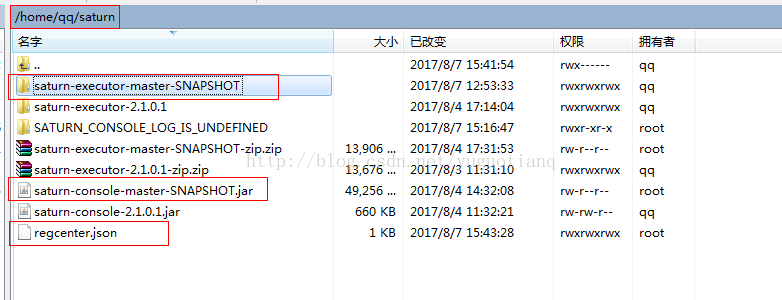 /home/qq/saturn
名字 大小 已改变 权限 拥有者
.. 2017/8/7 15:41:54 rwx------ qq
saturn-executor-master-SNAPSHOT 2017/8/7 12:53:33 rwxrwxrwx qq
saturn-executor-2.1.0.1 2017/8/4 17:14:04 rwxrwxrwx qq
SATURN_CONSOLE_LOG_IS_UNDEFINED 2017/8/7 15:16:47 rwxr-xr-x root
saturn-executor-master-SNAPSHOT-zip.zip 13,906 ... 2017/8/4 17:31:53 rw-r--r-- root
http://blog.csdn.net/yuguotianq
saturn-executor-2.1.0.1-zip.zip 13,676 ... 2017/8/3 11:31:10 rwxrwxrwx qq
saturn-console-master-SNAPSHOT.jar 49,256 ... 2017/8/4 14:32:08 rw-r--r-- root
saturn-console-2.1.0.1.jar 660 KB 2017/8/4 11:32:21 rw-rw-r-- qq
regcenter.json 1 KB 2017/8/7 15:43:28 rwxrwxrwx root